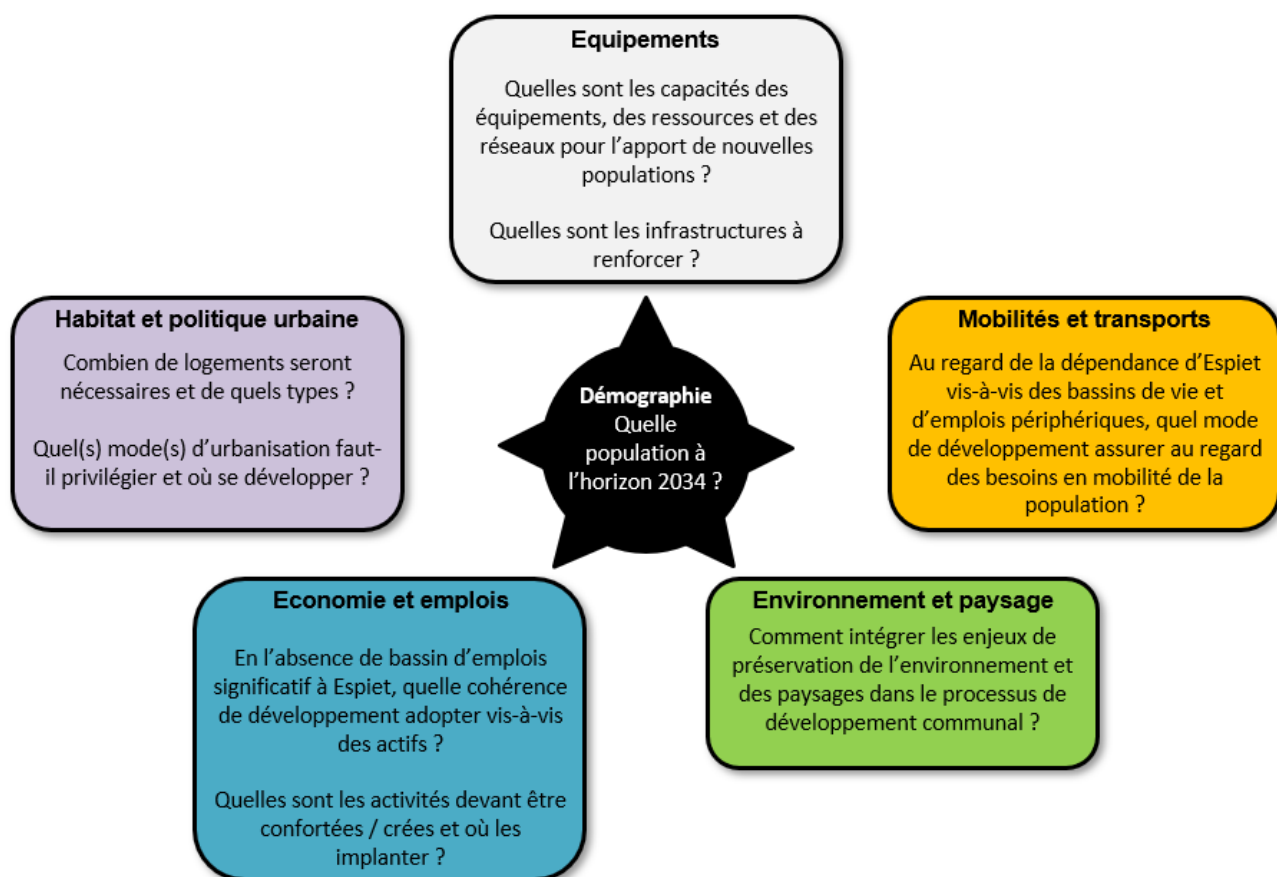 Equipements
Quelles sont les capacités des
équipements, des ressources et des
réseaux pour l’apport de nouvelles
populations ?
Quelles sont les infrastructures à
renforcer ?
Habitat et politique urbaine
Combien de logements seront
nécessaires et de quels types ?
Quel(s) mode(s) d’urbanisation faut-
il privilégier et où se développer ?
Démographie
Quelle
population à
l’horizon 2034 ?
Mobilités et transports
Au regard de la dépendance d’Espiet
vis-à-vis des bassins de vie et
d’emplois périphériques, quel mode
de développement assurer au regard
des besoins en mobilité de la
population ?
Economie et emplois
En l’absence de bassin d’emplois
significatif à Espiet, quelle cohérence
de développement adopter vis-à-vis
des actifs ?
Quelles sont les activités devant être
confortées / crées et où les
implanter ?
Environnement et paysage
Comment intégrer les enjeux de
préservation de l’environnement et
des paysages dans le processus de
développement communal ?